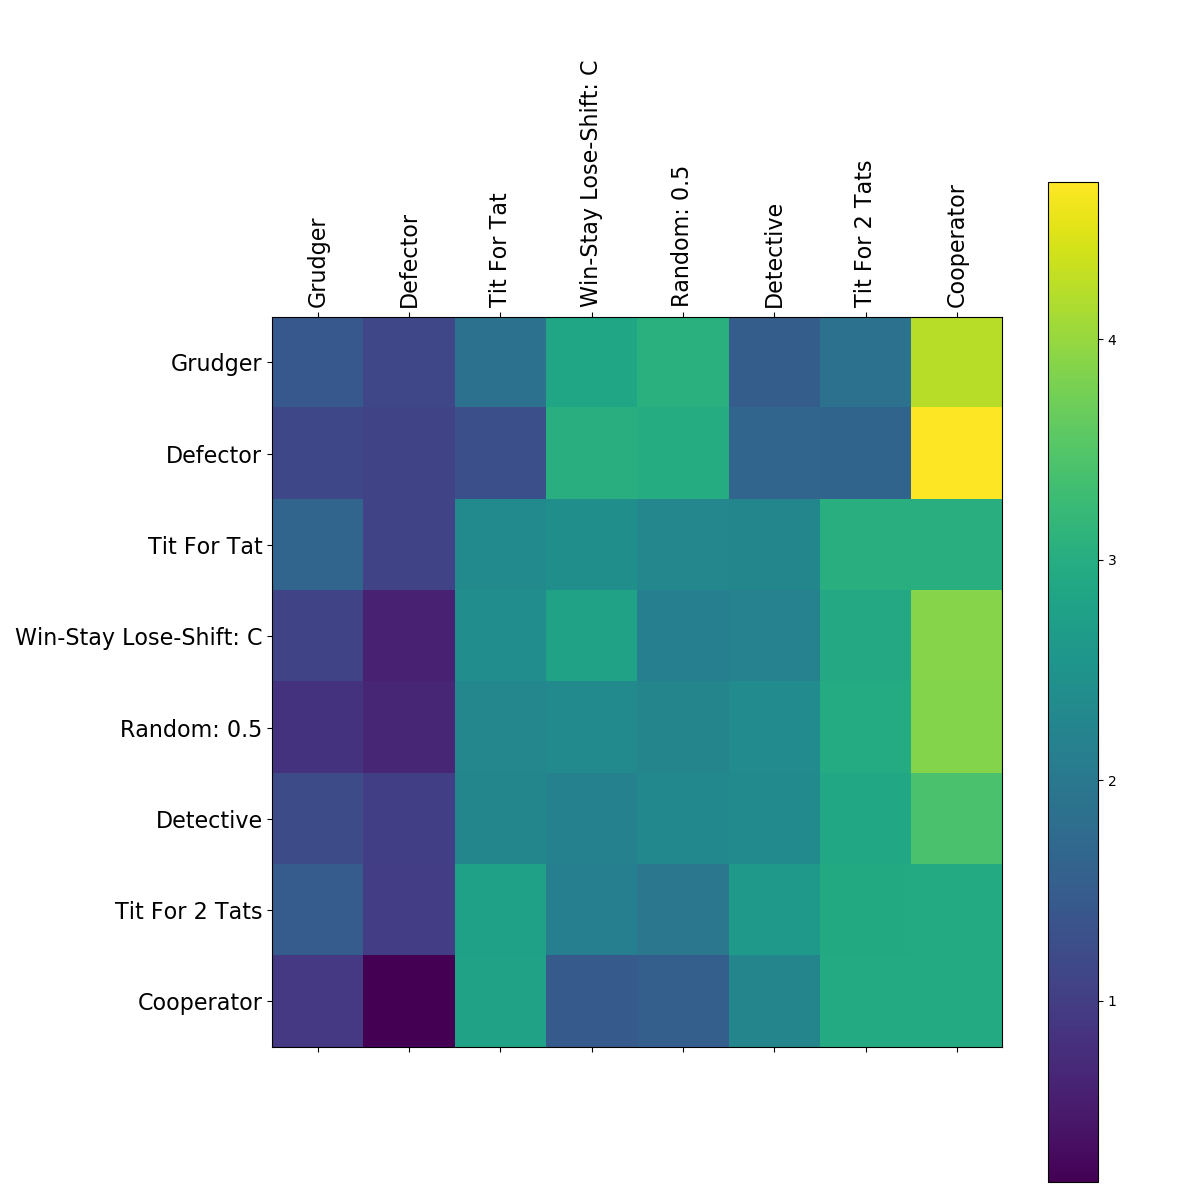 Grudger
Defector
Tit For Tat
Win-Stay Lose-Shift: C
Random: 0.5
Detective
Tit For 2 Tats
Cooperator
Grudger
Defector
Tit For Tat
Win-Stay Lose-Shift: C
Random: 0.5
Detective
Tit For 2 Tats
Cooperator
4
3
2
1